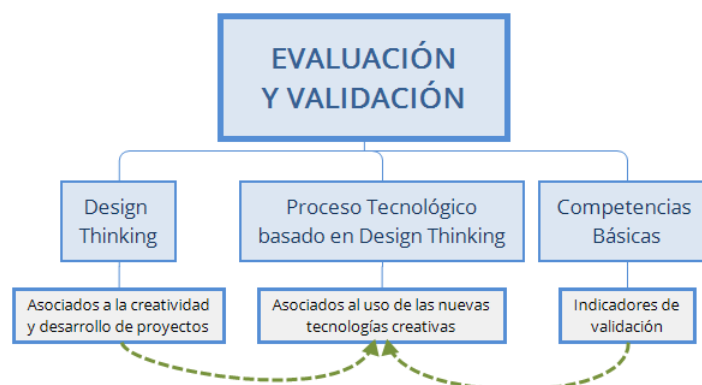 EVALUACIÓN
Y VALIDACIÓN
Design
Thinking
Proceso Tecnológico
basado en Design Thinking
Competencias
Básicas
Asociados a la creatividad
y desarrollo de proyectos
Asociados al uso de las nuevas
tecnologías creativas
Indicadores de
validación